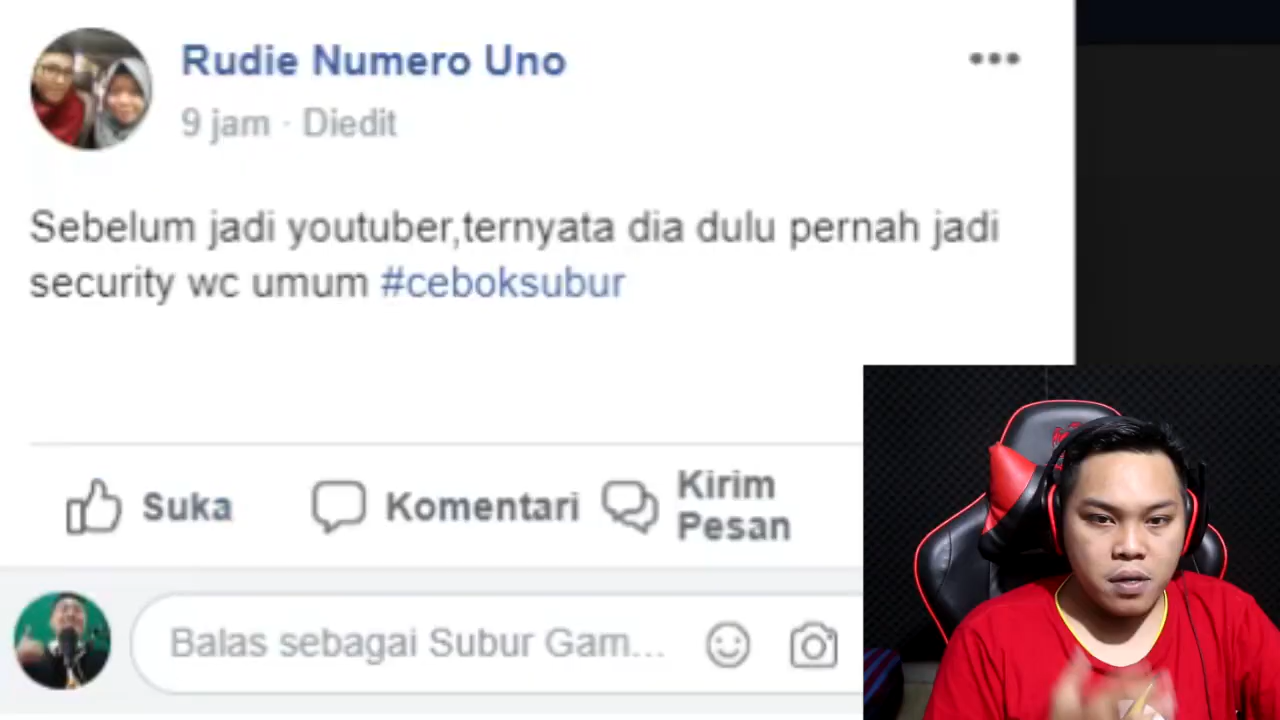 Rudie Numero Uno
9 jam · Diedit
Sebelum jadi youtuber,ternyata dia dulu pernah jadi
security wc umum #ceboksubur
Suka
Komentari
Kirim
Pesan
Balas sebagai Subur Gam...